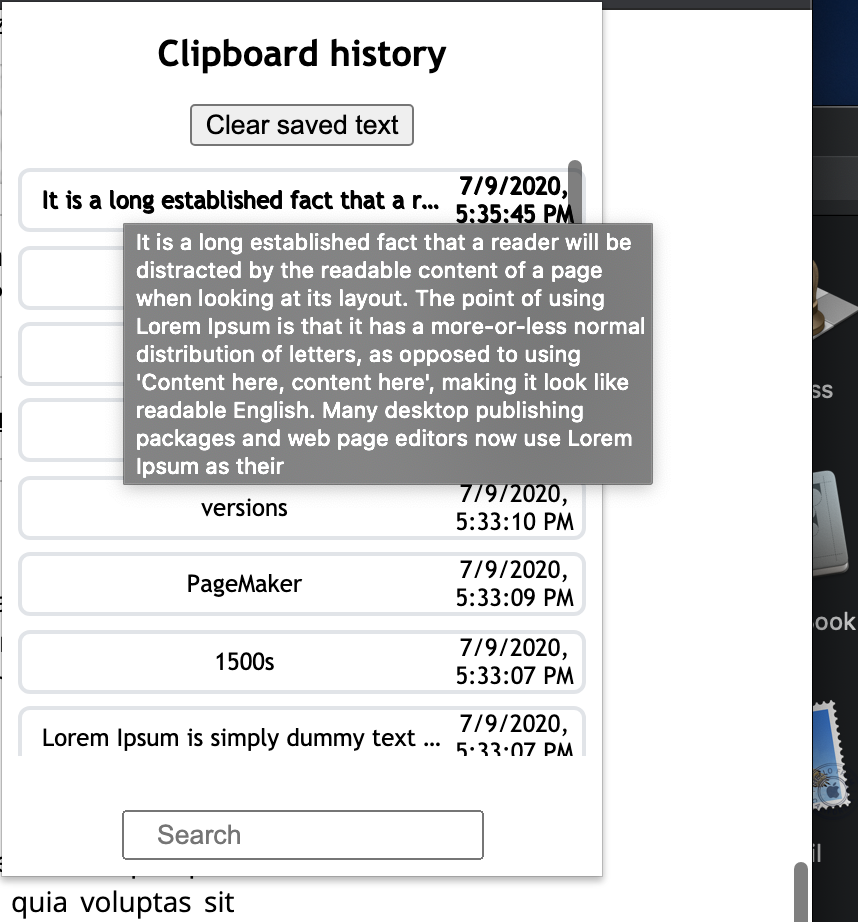 Clipboard history
Clear saved text
It is a long established fact that a r...
7/9/2020,
5:35:45 PM
It is a long established fact that a reader will be
distracted by the readable content of a page
when looking at its layout. The point of using
Lorem Ipsum is that it has a more-or-less normal
distribution of letters, as opposed to using
'Content here, content here', making it look like
readable English. Many desktop publishing
packages and web page editors now use Lorem
Ipsum as their
versions
7/9/2020,
5:33:10 PM
PageMaker
7/9/2020,
5:33:09 PM
1500s
7/9/2020,
5:33:07 PM
Lorem Ipsum is simply dummy text ...
7/9/2020,
5:33:07 PM
Search
quia voluptas sit
ss
ook
il